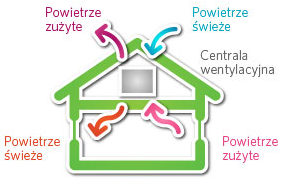 Powietrze
zużyte
Powietrze
świeże
Centrala
wentylacyjna
Powietrze
świeże
Powietrze
zużyte